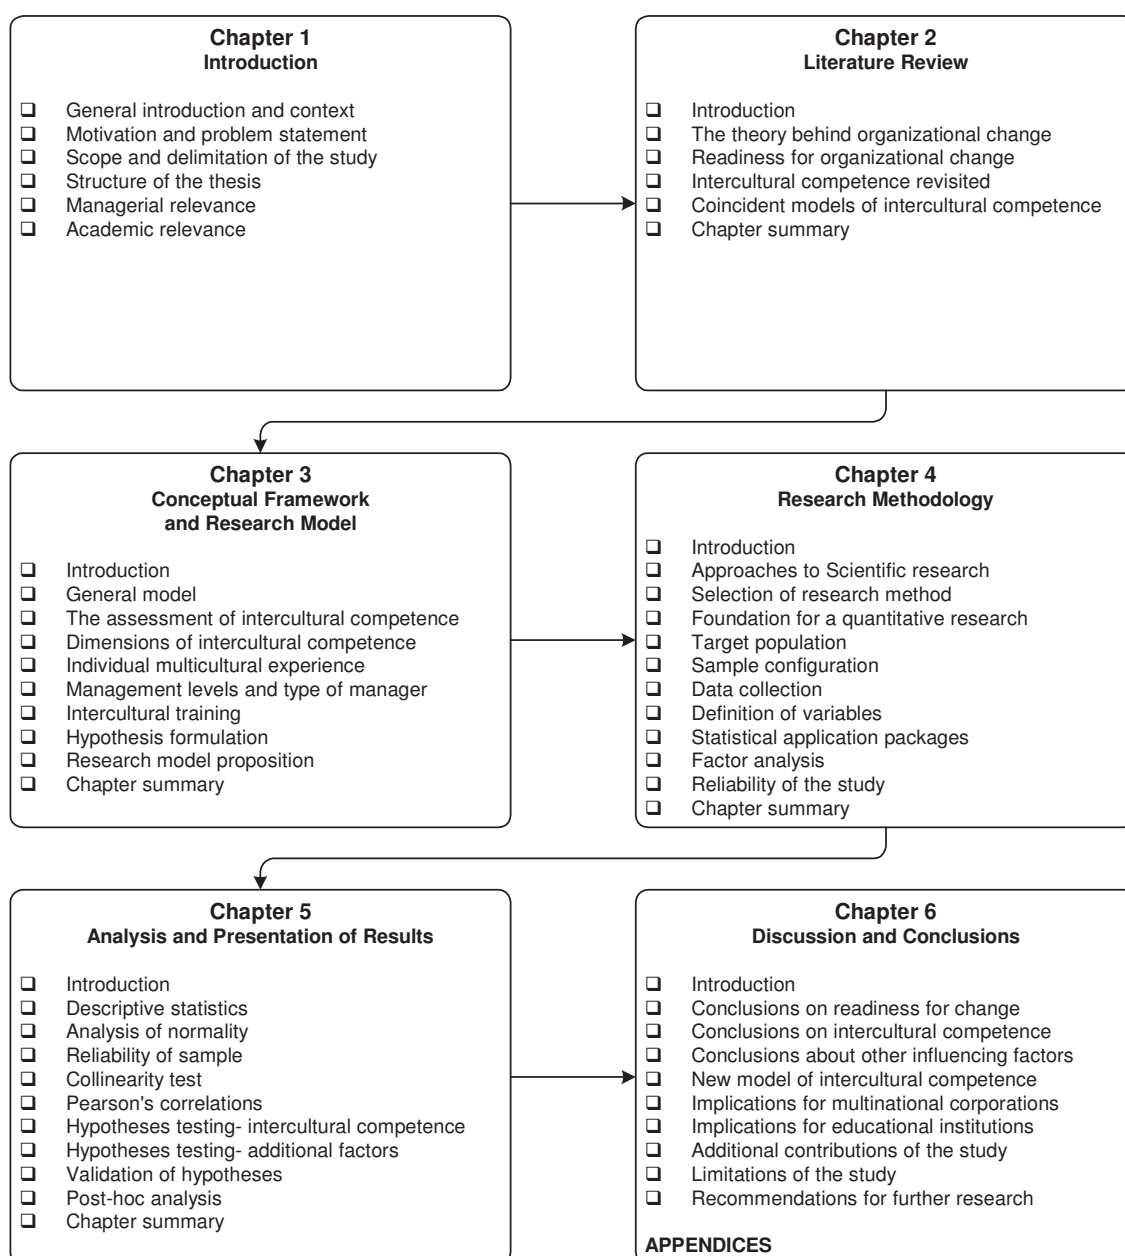 Chapter 1
Introduction
General introduction and context
Motivation and problem statement
Scope and delimitation of the study
Structure of the thesis
Managerial relevance
Academic relevance
Chapter 2
Literature Review
Introduction
The theory behind organizational change
Readiness for organizational change
Intercultural competence revisited
Coincident models of intercultural competence
Chapter summary
Chapter 3
Conceptual Framework
and Research Model
Introduction
General model
The assessment of intercultural competence
Dimensions of intercultural competence
Individual multicultural experience
Management levels and type of manager
Intercultural training
Hypothesis formulation
Research model proposition
Chapter summary
Chapter 4
Research Methodology
Introduction
Approaches to Scientific research
Selection of research method
Foundation for a quantitative research
Target population
Sample configuration
Data collection
Definition of variables
Statistical application packages
Factor analysis
Reliability of the study
Chapter summary
Chapter 5
Analysis and Presentation of Results
Introduction
Descriptive statistics
Analysis of normality
Reliability of sample
Collinearity test
Pearson's correlations
Hypotheses testing- intercultural competence
Hypotheses testing- additional factors
Validation of hypotheses
Post-hoc analysis
Chapter summary
Chapter 6
Discussion and Conclusions
Introduction
Conclusions on readiness for change
Conclusions on intercultural competence
Conclusions about other influencing factors
New model of intercultural competence
Implications for multinational corporations
Implications for educational institutions
Additional contributions of the study
Limitations of the study
Recommendations for further research
APPENDICES